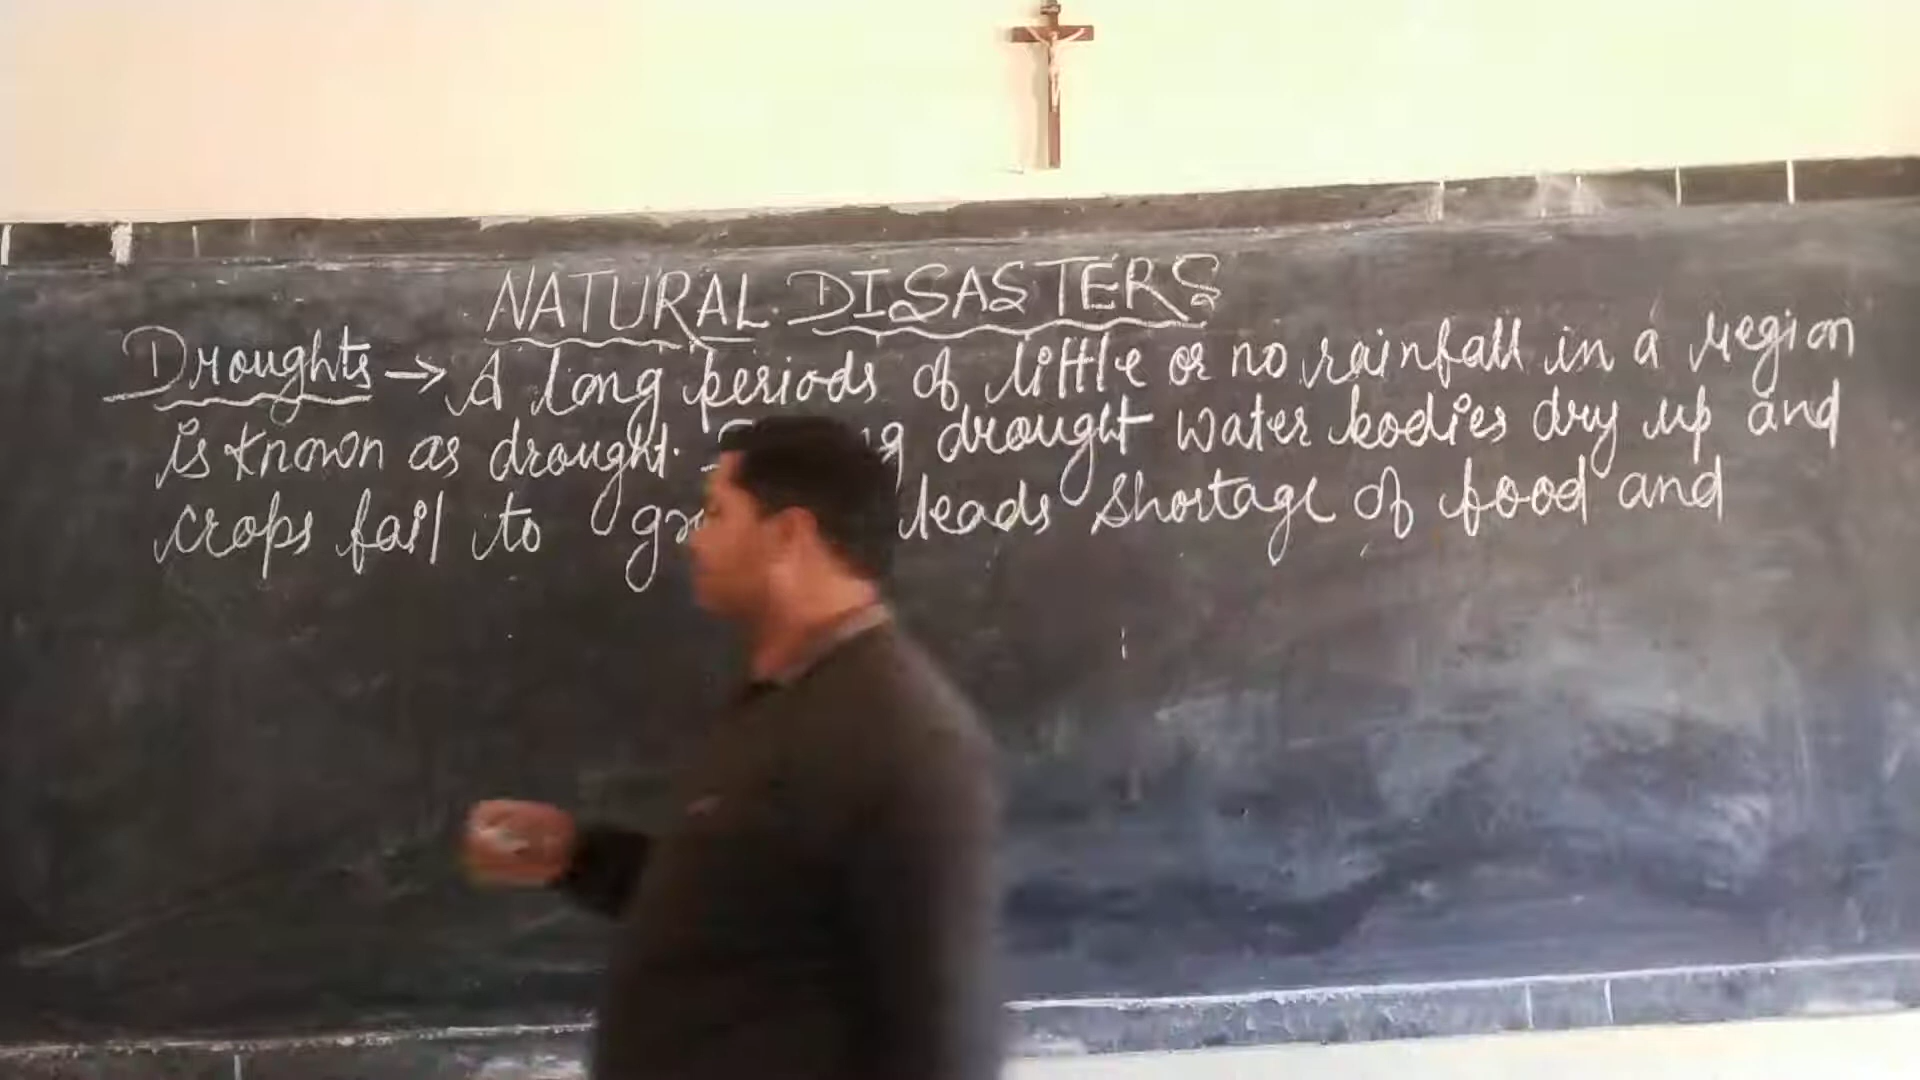 NATURAL DISASTERS
Droughts → A long periods of little or no rainfall in a region
is known as drought. drought water bodies dry up and
crops fail to leads shortage of food and